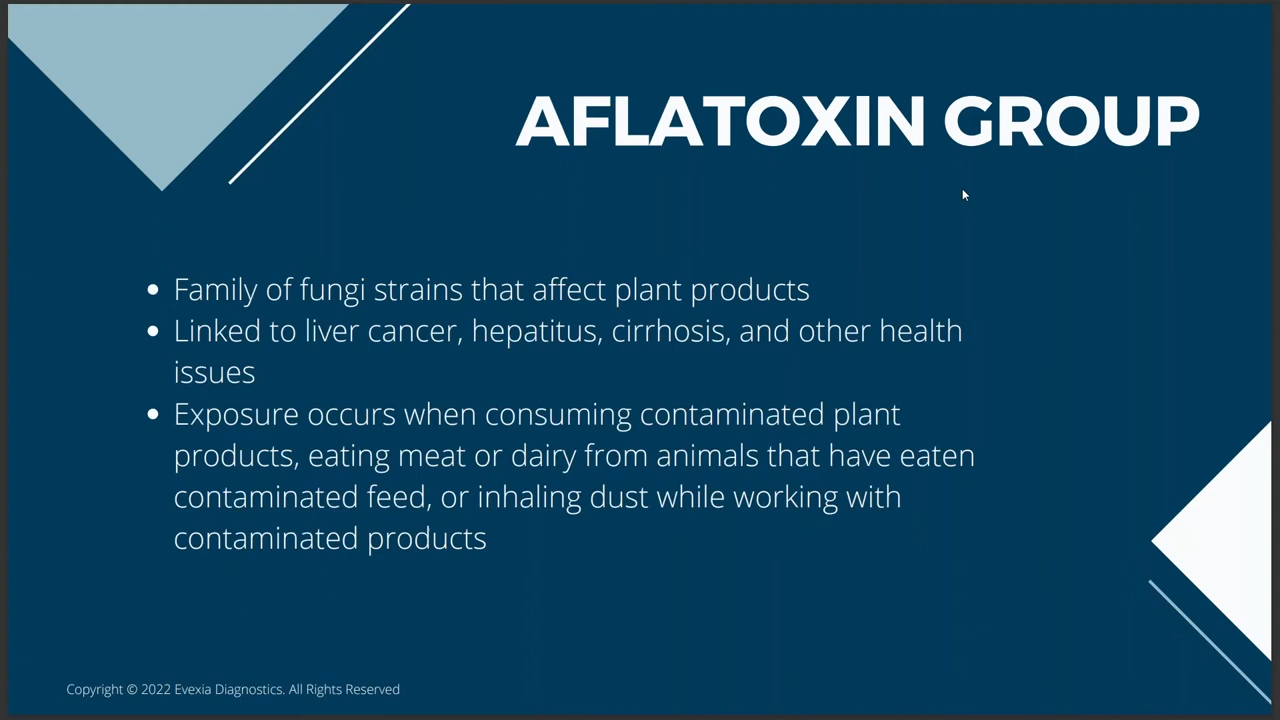 AFLATOXIN GROUP
• Family of fungi strains that affect plant products
• Linked to liver cancer, hepatitus, cirrhosis, and other health
issues
• Exposure occurs when consuming contaminated plant
products, eating meat or dairy from animals that have eaten
contaminated feed, or inhaling dust while working with
contaminated products
Copyright © 2022 Evexia Diagnostics. All Rights Reserved